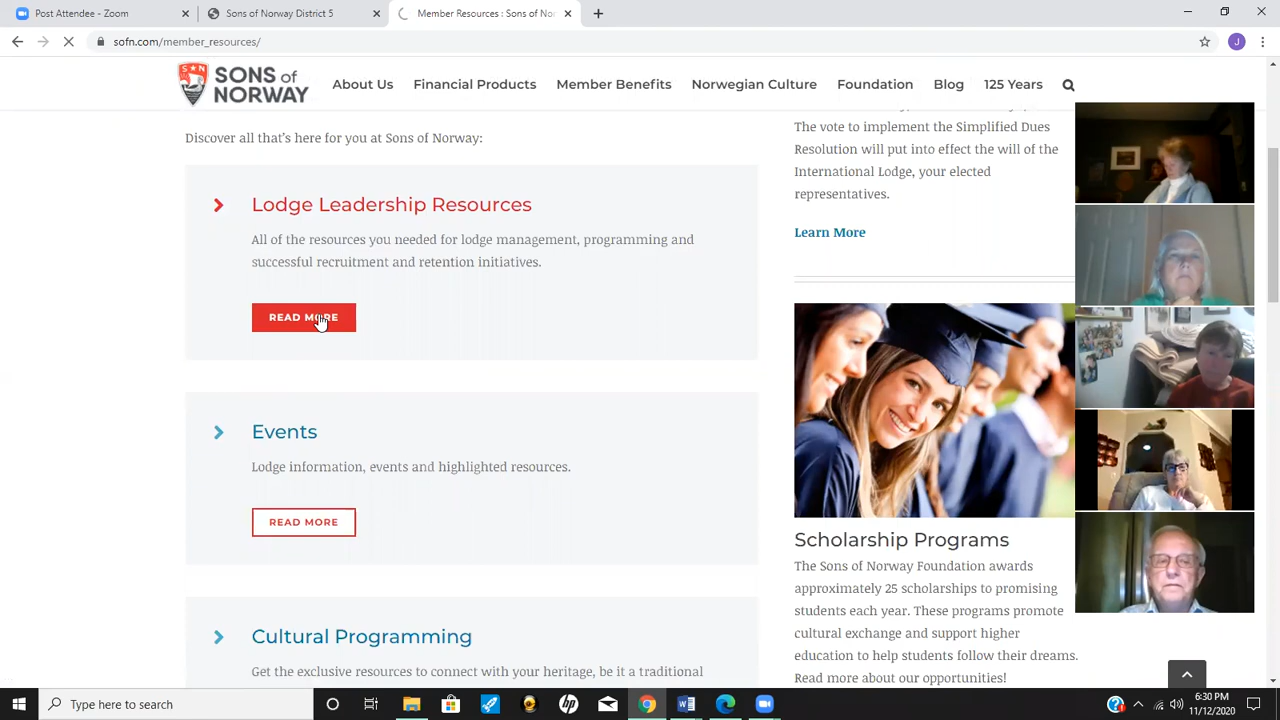 Post Attendee - Zoom
Sons of Norway District 5
Member Resources : Sons of Nor
sofn.com/member_resources/
J
S N
SONS of
NORWAY
About Us
Financial Products
Member Benefits
Norwegian Culture
Foundation
Blog
125 Years
Discover all that's here for you at Sons of Norway:
Lodge Leadership Resources
All of the resources you needed for lodge management, programming and
successful recruitment and retention initiatives.
READ MORE
Events
Lodge information, events and highlighted resources.
READ MORE
Cultural Programming
Get the exclusive resources to connect with your heritage, be it a traditional
The vote to implement the Simplified Dues
Resolution will put into effect the will of the
International Lodge, your elected
representatives.
Learn More
Scholarship Programs
The Sons of Norway Foundation awards
approximately 25 scholarships to promising
students each year. These programs promote
cultural exchange and support higher
education to help students follow their dreams.
Read more about our opportunities!
Type here to search
6:30 PM
11/12/2020